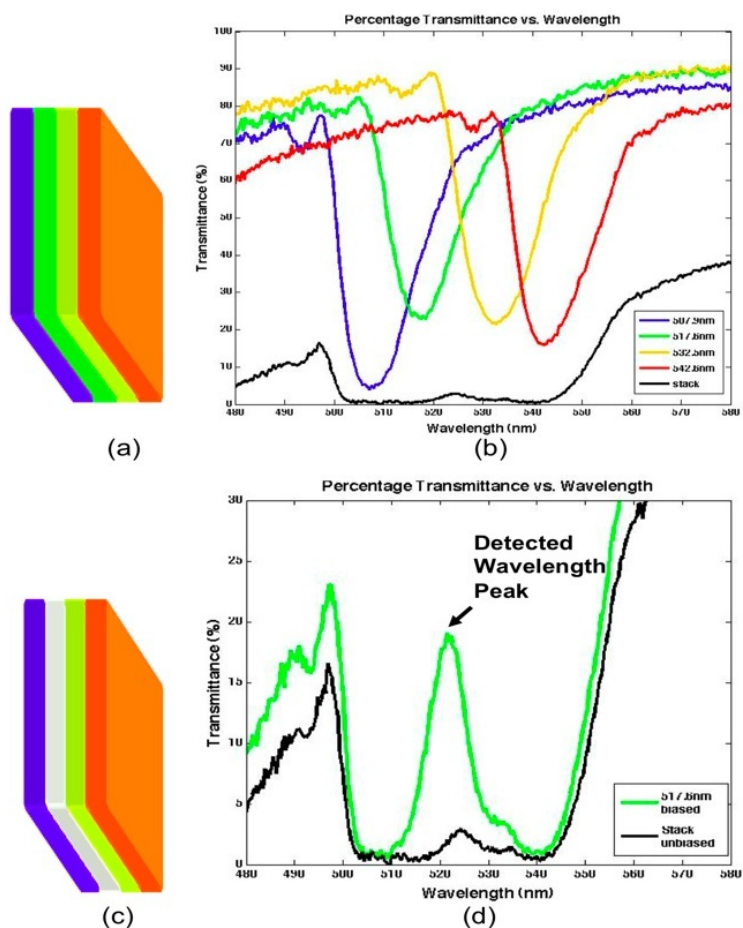 Percentage Transmittance vs. Wavelength
100
90
80
70
60
50
40
30
20
10
0
Transmittance (%)
507.9nm
517.6nm
532.5nm
542.6nm
stack
480 490 500 510 520 530 540 550 560 570 580
Wavelength (nm)
(a)
(b)
Percentage Transmittance vs. Wavelength
30
25
20
15
10
5
0
Transmittance (%)
Detected
Wavelength
Peak
517.6nm
biased
Stack
unbiased
480 490 500 510 520 530 540 550 560 570 580
Wavelength (nm)
(c)
(d)